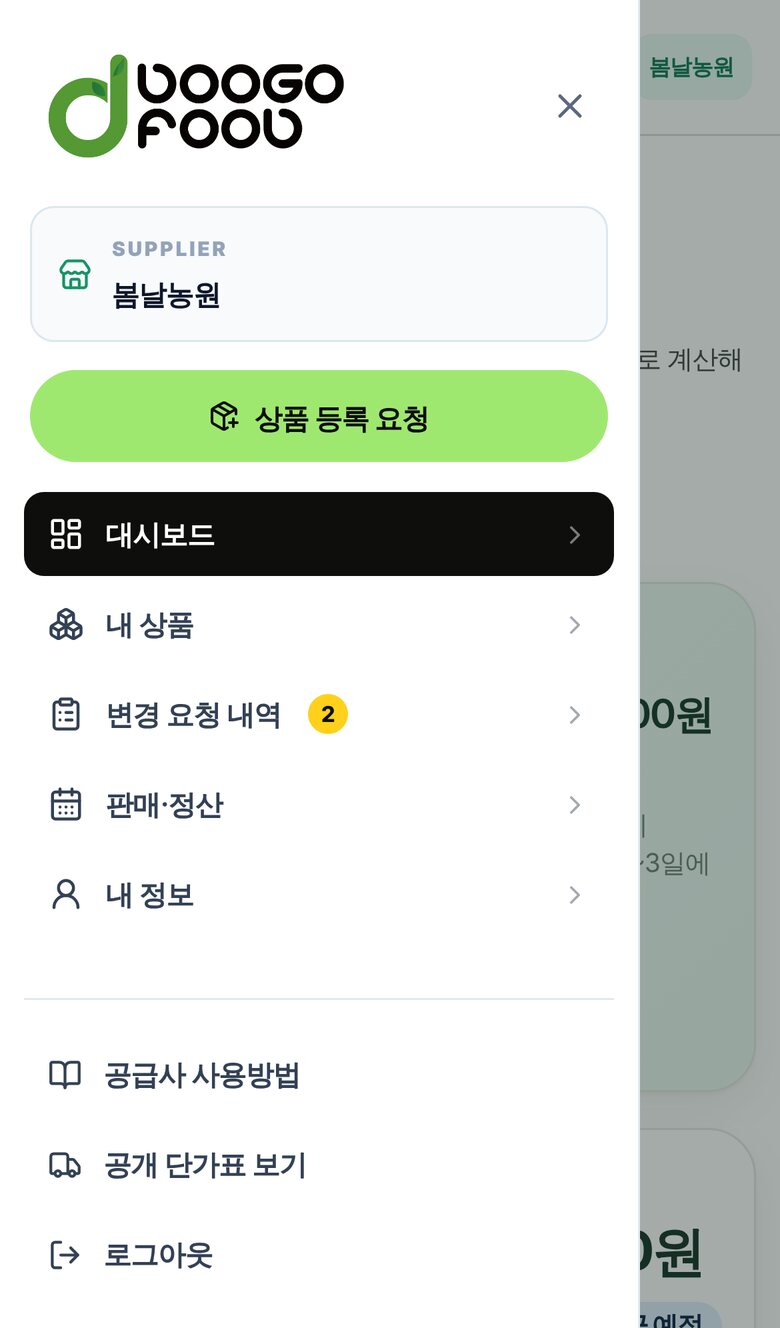 DOOGO
FOOD
봄날농원
SUPPLIER
봄날농원
로 계산해
상품 등록 요청
대시보드
내 상품
00원
변경 요청 내역 2
판매·정산
~3일에
내 정보
공급사 사용방법
공개 단가표 보기
0원
로그아웃
예정